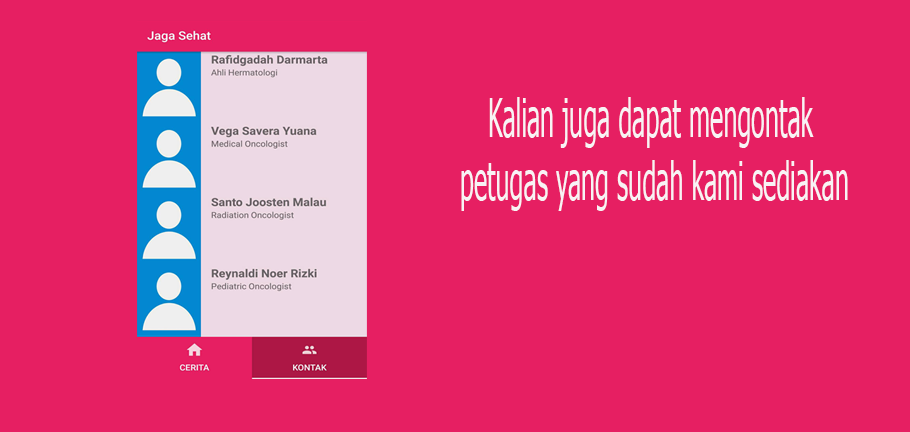 Jaga Sehat
Rafidgadah Darmarta
Ahli Hermatologi
Vega Savera Yuana
Medical Oncologist
Santo Joosten Malau
Radiation Oncologist
Reynaldi Noer Rizki
Pediatric Oncologist
CERITA
KONTAK
Kalian juga dapat mengontak
petugas yang sudah kami sediakan